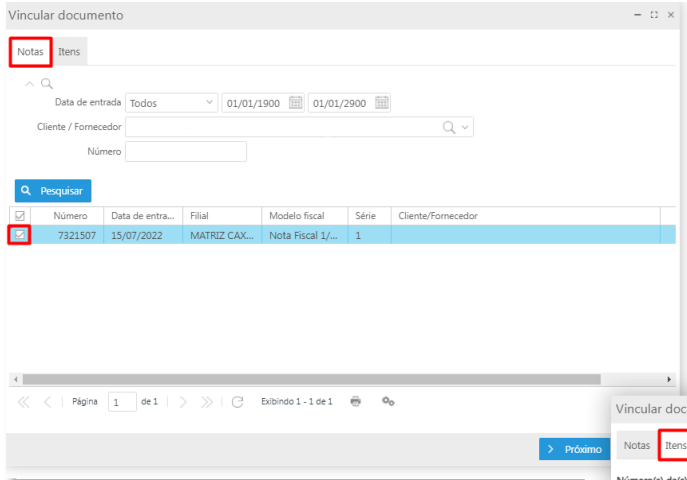 Vincular documento
Notas Itens
Data de entrada Todos 01/01/1900 01/01/2900
Cliente / Fornecedor
Número
Pesquisar
Número Data de entra... Filial Modelo fiscal Série Cliente/Fornecedor
7321507 15/07/2022 MATRIZ CAX... Nota Fiscal 1/... 1
Página 1 de 1 Exibindo 1 - 1 de 1
Próximo
Vincular doc
Notas Itens